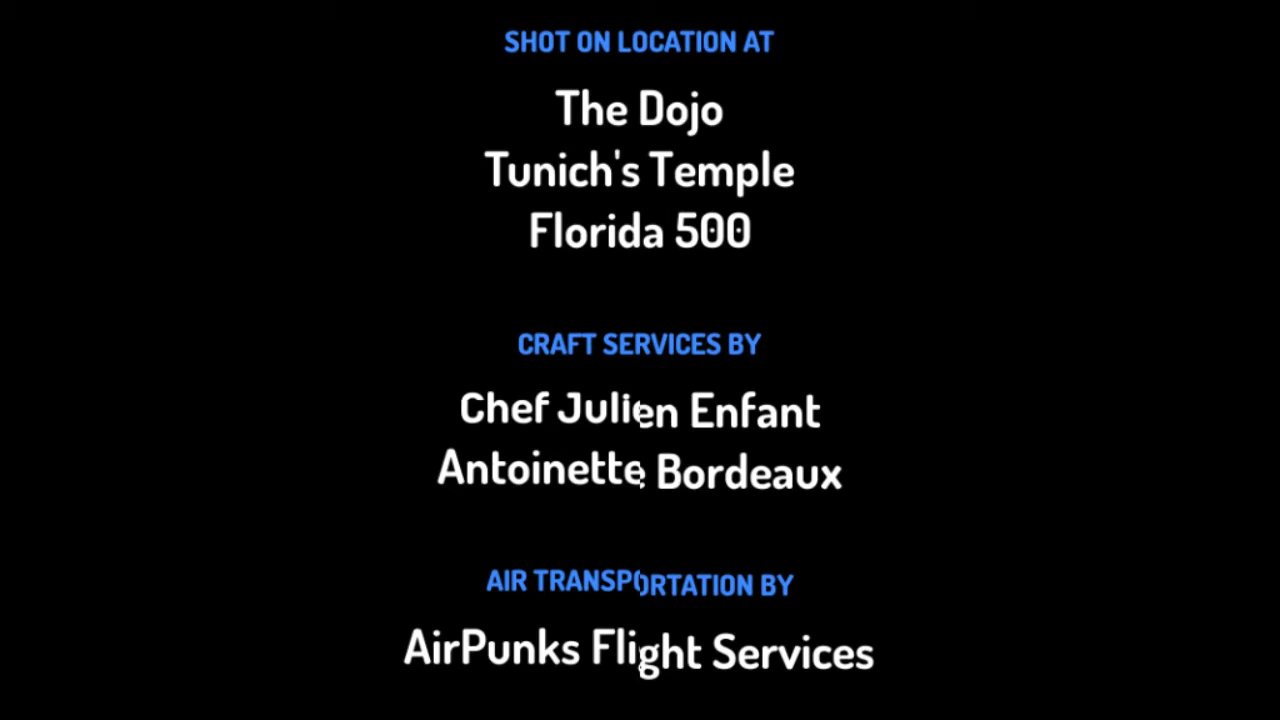 SHOT ON LOCATION AT
The Dojo
Tunich's Temple
Florida 500
CRAFT SERVICES BY
Chef Julien Enfant
Antoinette Bordeaux
AIR TRANSPORTATION BY
AirPunks Flight Services